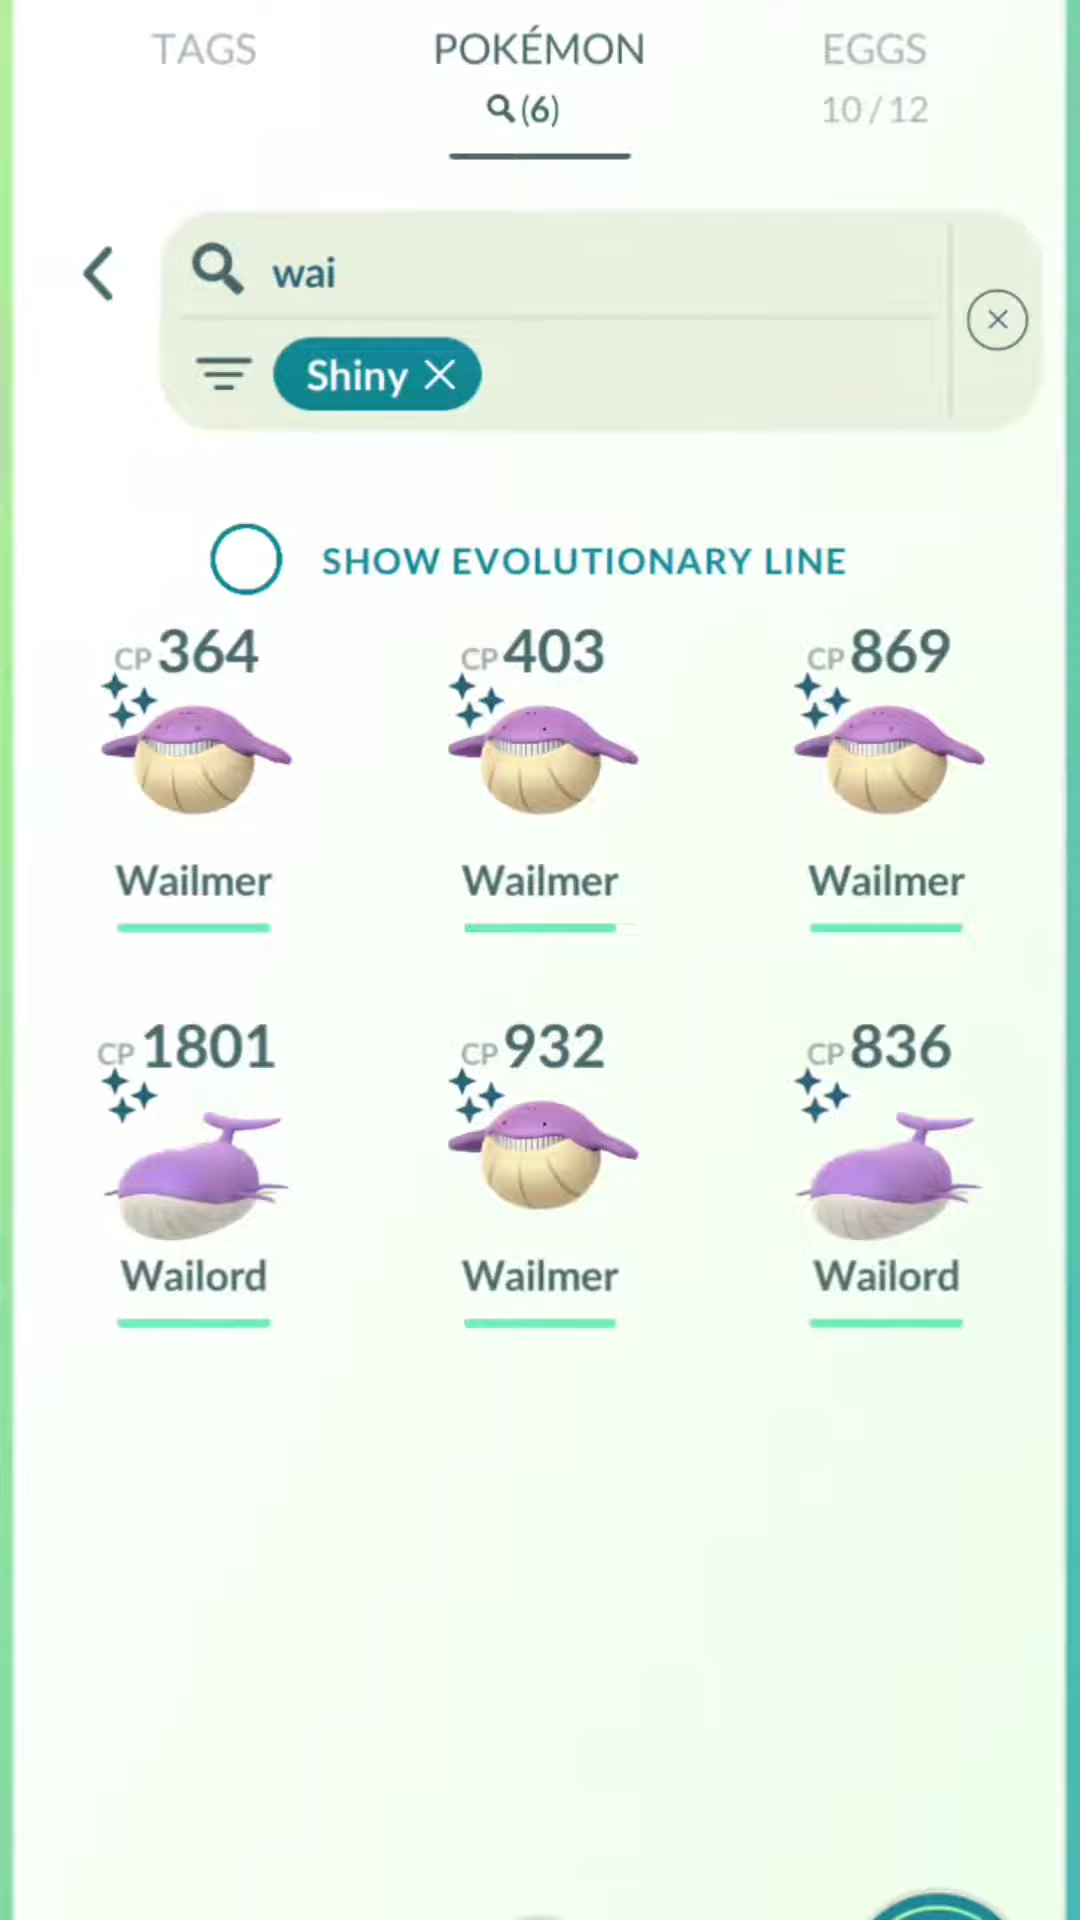 TAGS POKÉMON EGGS
(6) 10 / 12
wai
Shiny
SHOW EVOLUTIONARY LINE
CP 364 CP 403 CP 869
Wailmer Wailmer Wailmer
CP 1801 CP 932 CP 836
Wailord Wailmer Wailord